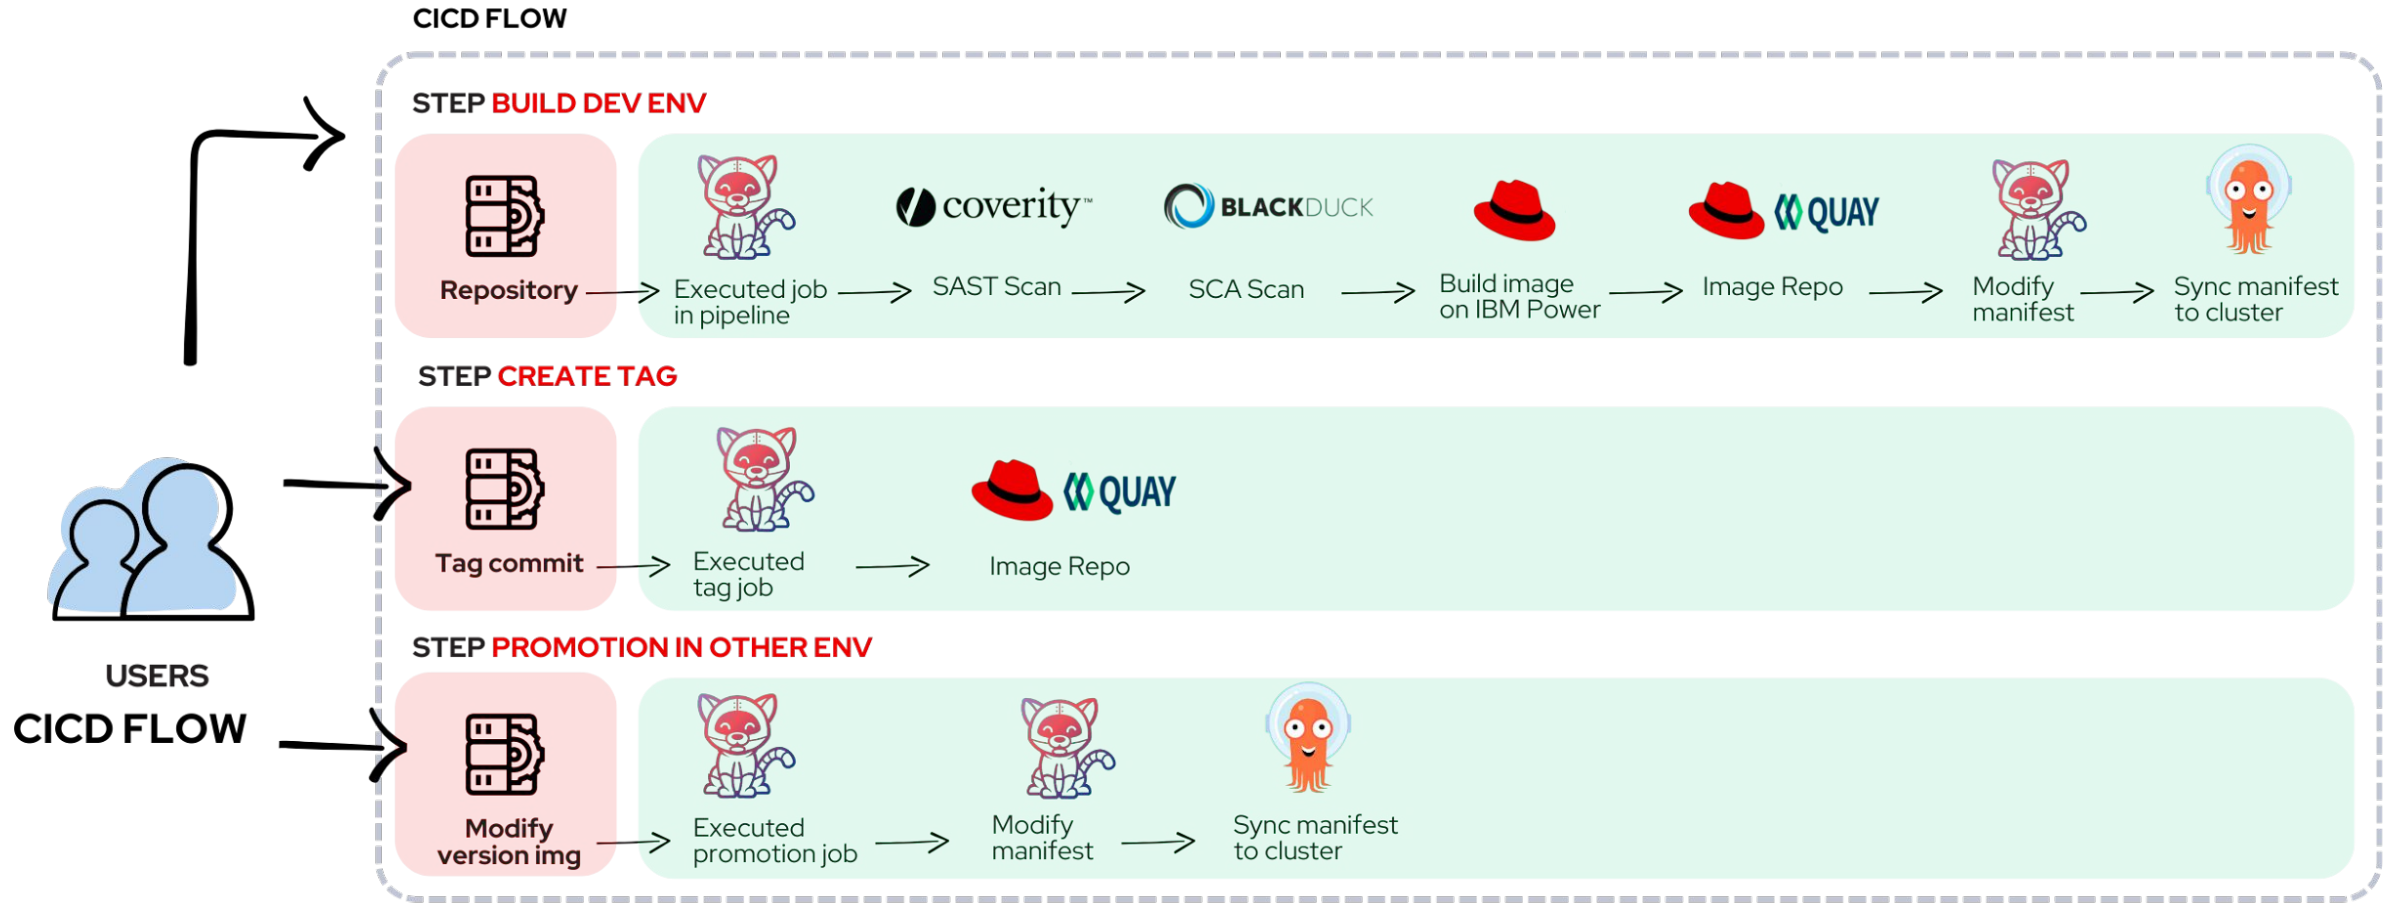 CICD FLOW
STEP BUILD DEV ENV
coverity™
BLACKDUCK
QUAY
Repository
Executed job
in pipeline
SAST Scan
SCA Scan
Build image
on IBM Power
Image Repo
Modify
manifest
Sync manifest
to cluster
STEP CREATE TAG
QUAY
Tag commit
Executed
tag job
Image Repo
STEP PROMOTION IN OTHER ENV
USERS
CICD FLOW
Modify
version img
Executed
promotion job
Modify
manifest
Sync manifest
to cluster